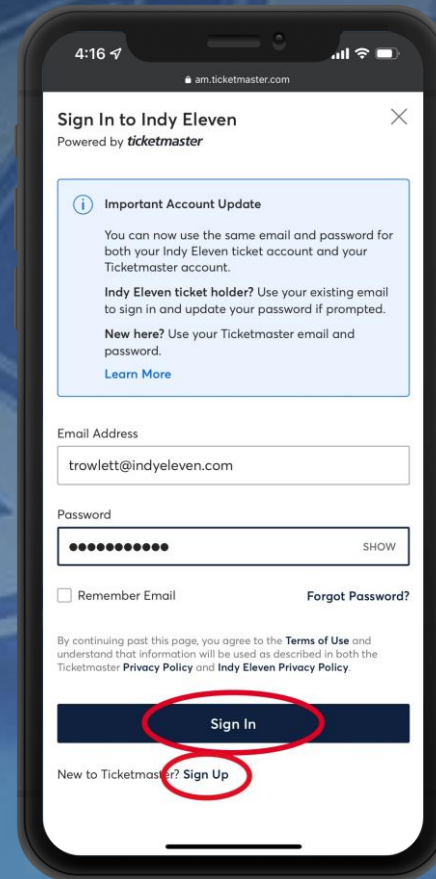 4:16
am.ticketmaster.com
Sign In to Indy Eleven
Powered by ticketmaster
Important Account Update
You can now use the same email and password for
both your Indy Eleven ticket account and your
Ticketmaster account.
Indy Eleven ticket holder? Use your existing email
to sign in and update your password if prompted.
New here? Use your Ticketmaster email and
password.
Learn More
Email Address
trowlett@indyeleven.com
Password
●●●●●●●●●●● SHOW
Remember Email Forgot Password?
By continuing past this page, you agree to the Terms of Use and
understand that information will be used as described in both the
Ticketmaster Privacy Policy and Indy Eleven Privacy Policy.
Sign In
New to Ticketmaster? Sign Up